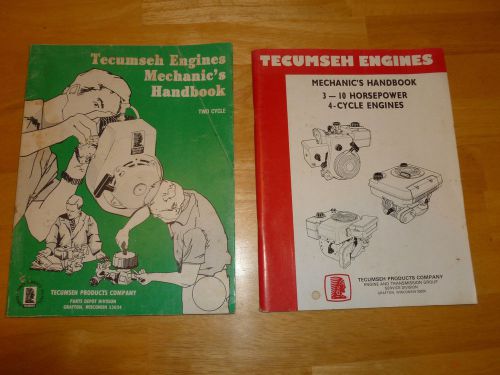 The
Tecumseh Engines
Mechanic's
Handbook
TWO CYCLE
TECUMSEH PRODUCTS COMPANY
PARTS DEPOT DIVISION
GRAFTON, WISCONSIN 53024
TECUMSEH ENGINES
MECHANIC'S HANDBOOK
3 — 10 HORSEPOWER
4-CYCLE ENGINES
TECUMSEH PRODUCTS COMPANY
ENGINE AND TRANSMISSION GROUP
SERVICE DIVISION
GRAFTON, WISCONSIN 53024